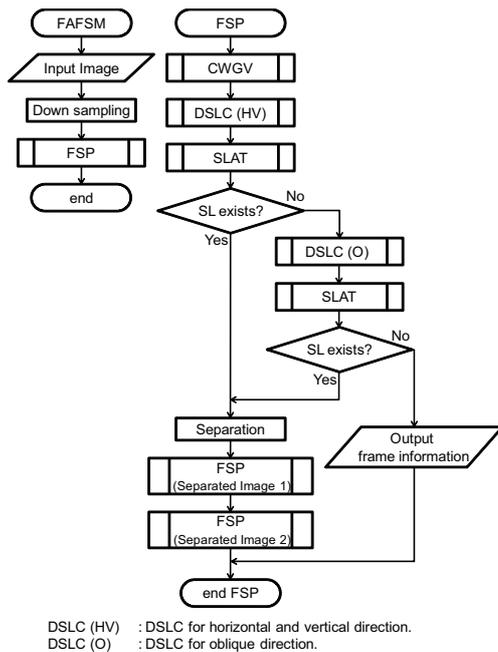 FAFSM
Input Image
Down sampling
FSP
end
FSP
CWGV
DSLC (HV)
SLAT
SL exists?
No
Yes
DSLC (O)
SLAT
SL exists?
No
Yes
Separation
Output
frame information
FSP
(Separated Image 1)
FSP
(Separated Image 2)
end FSP
DSLC (HV) : DSLC for horizontal and vertical direction.
DSLC (O) : DSLC for oblique direction.